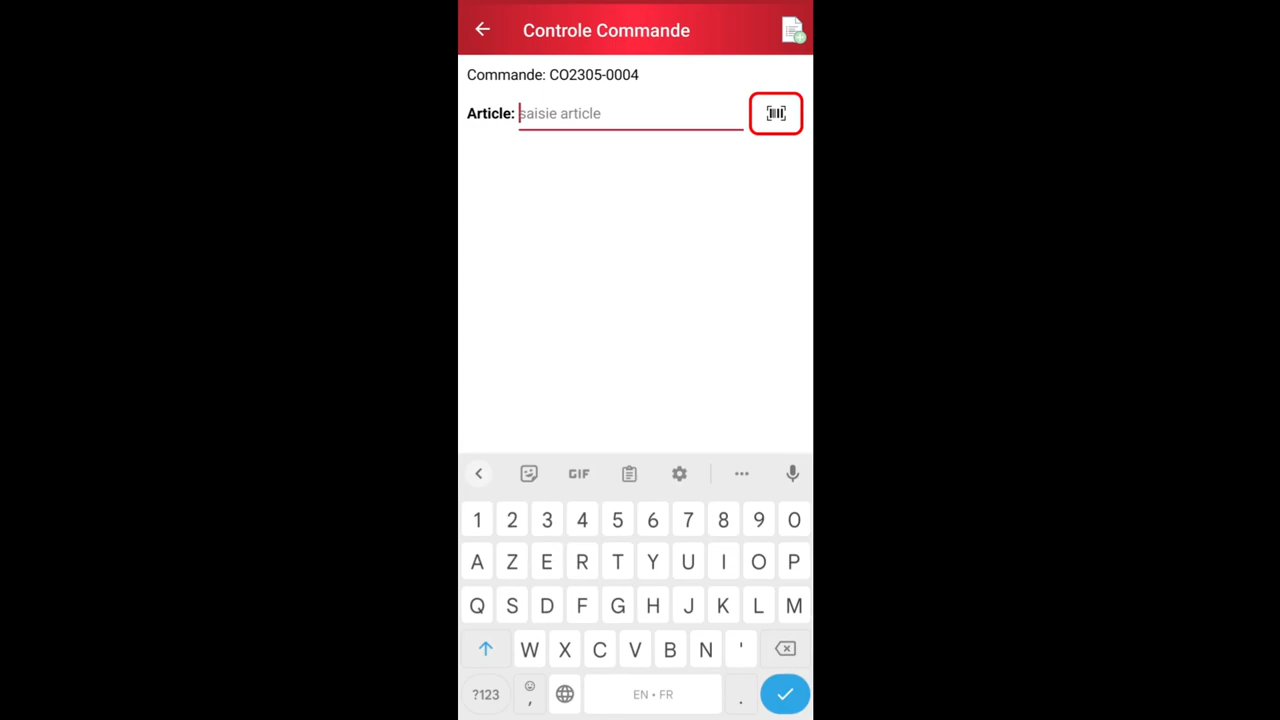 Controle Commande
Commande: CO2305-0004
Article: saisie article
GIF
1 2 3 4 5 6 7 8 9 0
A Z E R T Y U I O P
Q S D F G H J K L M
W X C V B N '
?123 , EN • FR .